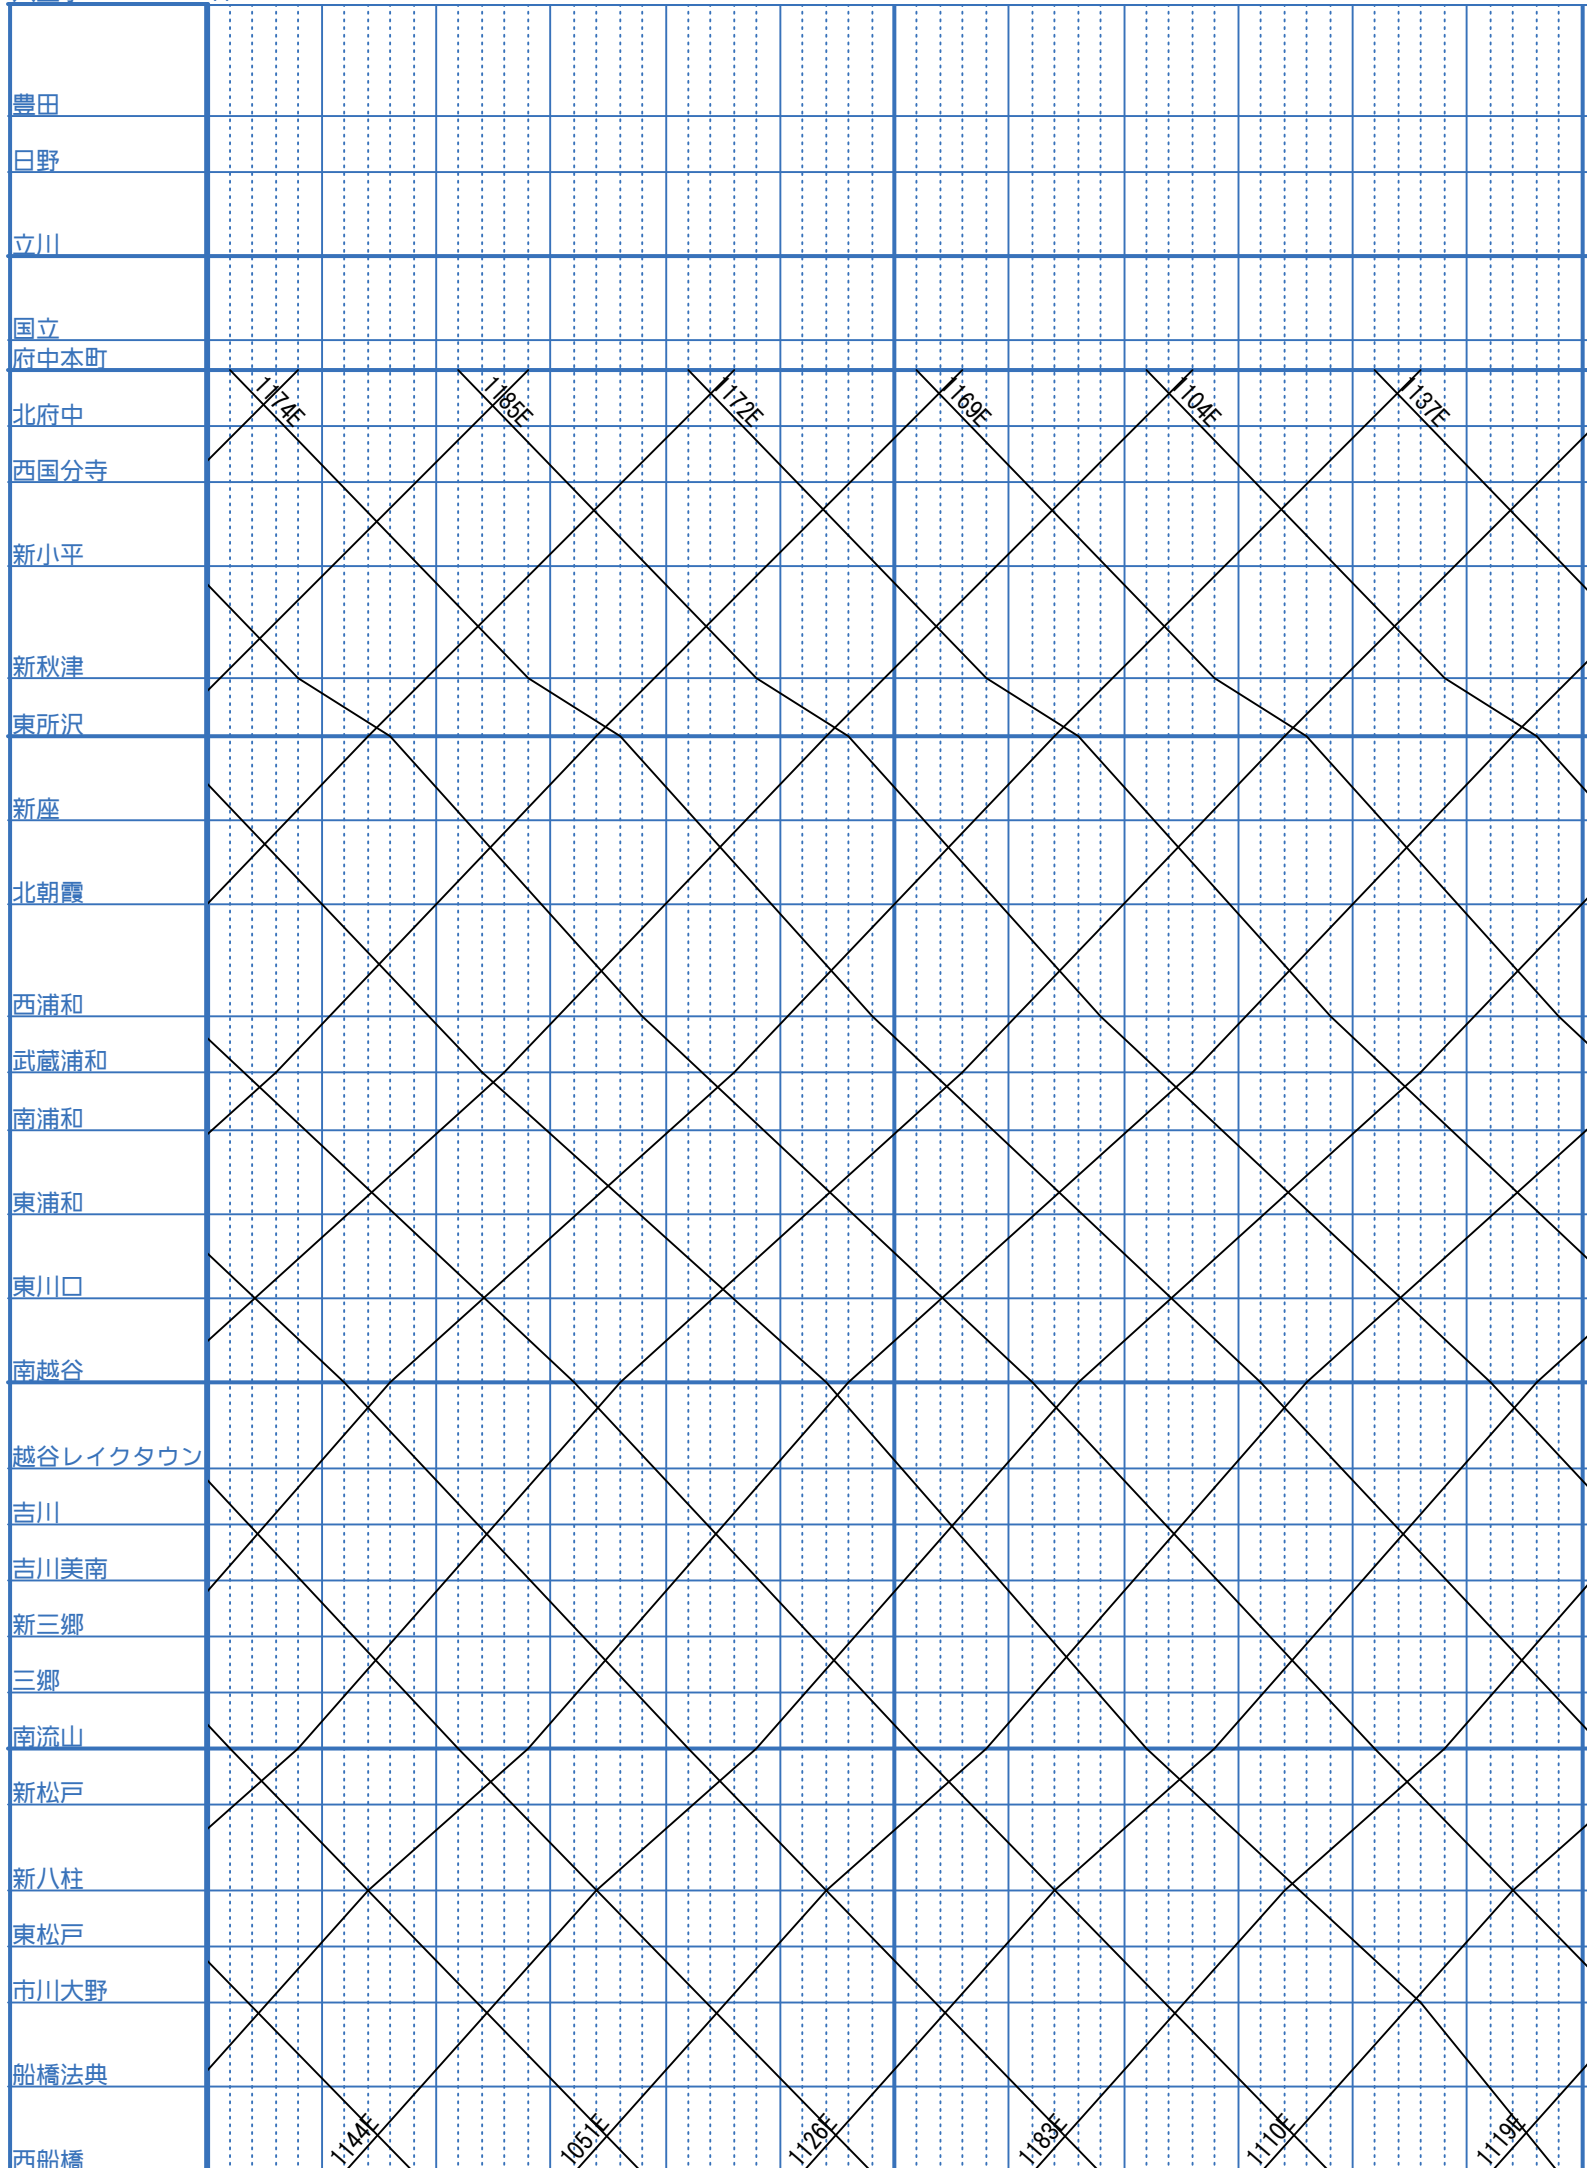 豊田
日野
立川
国立
府中本町
1174E 1185E 1172E 1169E 1104E 1137E
北府中
西国分寺
新小平
新秋津
東所沢
新座
北朝霞
西浦和
武蔵浦和
南浦和
東浦和
東川口
南越谷
越谷レイクタウン
吉川
吉川美南
新三郷
三郷
南流山
新松戸
新八柱
東松戸
市川大野
船橋法典
1144E 1051E 1126E 1183E 1110E 1119E
西船橋